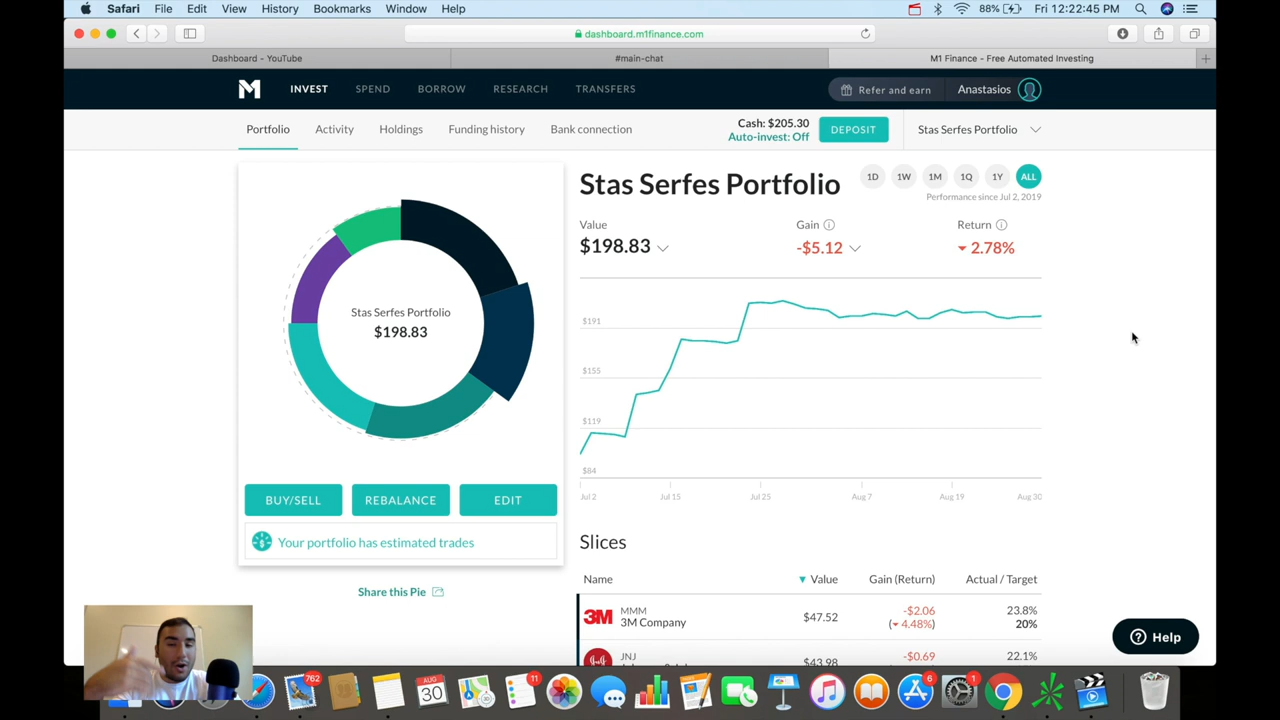 Safari File Edit View History Bookmarks Window Help 88% Fri 12:22:45 PM
dashboard.m1finance.com
Dashboard - YouTube #main-chat M1 Finance - Free Automated Investing +
M INVEST SPEND BORROW RESEARCH TRANSFERS Refer and earn Anastasios
Portfolio Activity Holdings Funding history Bank connection Cash: $205.30 DEPOSIT Stas Serfes Portfolio
Auto-invest: Off
Stas Serfes Portfolio 1D 1W 1M 1Q 1Y ALL
Performance since Jul 2, 2019
Value Gain Return
$198.83 -$5.12 2.78%
Stas Serfes Portfolio
$198.83
$191
$155
$119
$84
Jul 2 Jul 15 Jul 25 Aug 7 Aug 19 Aug 30
BUY/SELL REBALANCE EDIT
Your portfolio has estimated trades
Share this Pie
Slices
Name Value Gain (Return) Actual / Target
3M MMM $47.52 -$2.06 23.8%
3M Company (4.48%) 20%
JNJ $43.98 -$0.69 22.1%
? Help
762 AUG 30 11 6 1